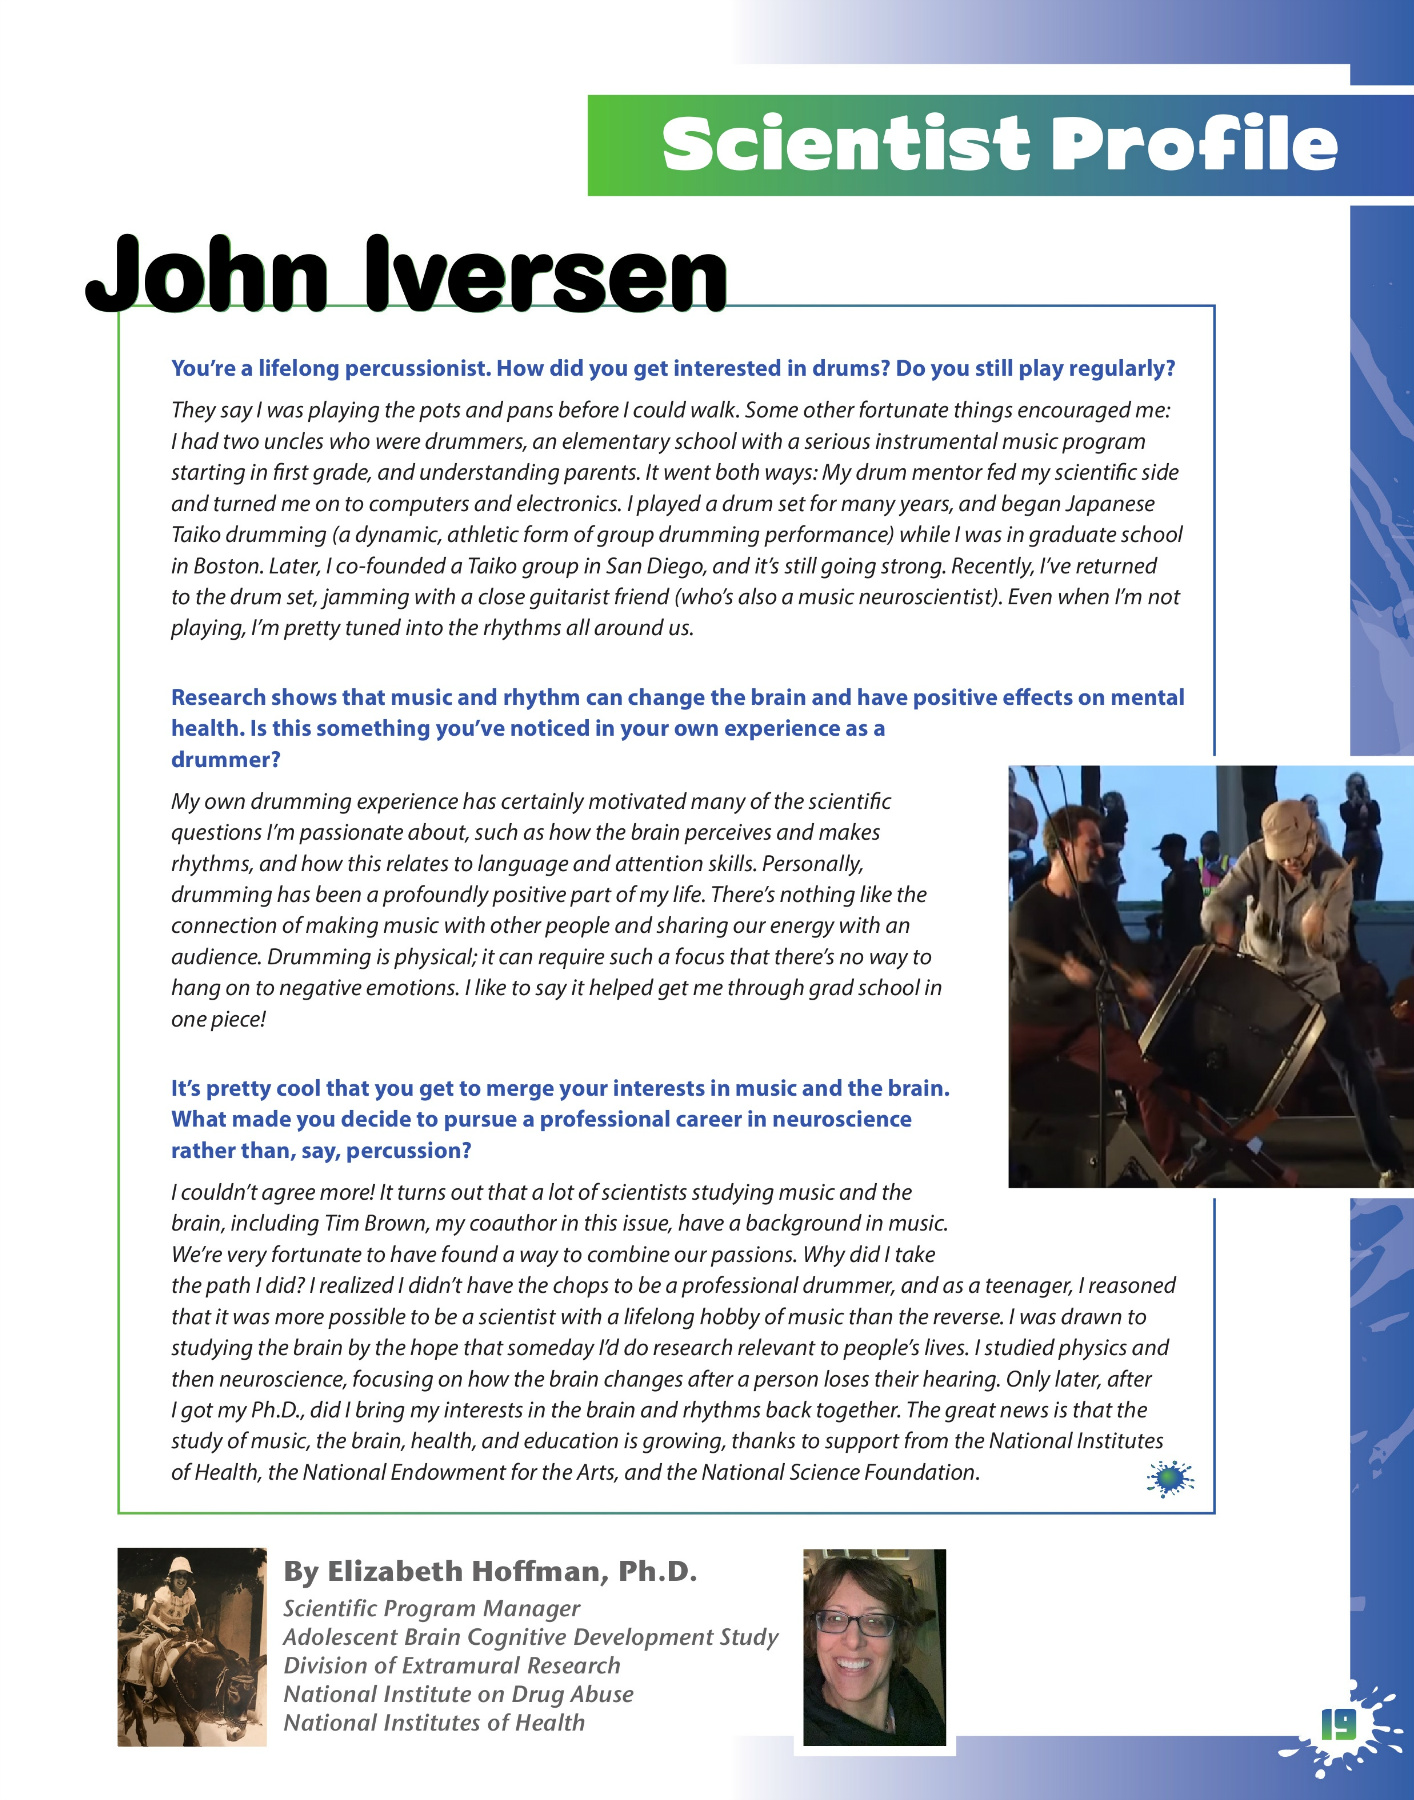 Scientist Profile
John Iversen
You’re a lifelong percussionist. How did you get interested in drums? Do you still play regularly?
They say I was playing the pots and pans before I could walk. Some other fortunate things encouraged me:
I had two uncles who were drummers, an elementary school with a serious instrumental music program
starting in first grade, and understanding parents. It went both ways: My drum mentor fed my scientific side
and turned me on to computers and electronics. I played a drum set for many years, and began Japanese
Taiko drumming (a dynamic, athletic form of group drumming performance) while I was in graduate school
in Boston. Later, I co-founded a Taiko group in San Diego, and it’s still going strong. Recently, I’ve returned
to the drum set, jamming with a close guitarist friend (who’s also a music neuroscientist). Even when I’m not
playing, I’m pretty tuned into the rhythms all around us.
Research shows that music and rhythm can change the brain and have positive effects on mental
health. Is this something you’ve noticed in your own experience as a
drummer?
My own drumming experience has certainly motivated many of the scientific
questions I’m passionate about, such as how the brain perceives and makes
rhythms, and how this relates to language and attention skills. Personally,
drumming has been a profoundly positive part of my life. There’s nothing like the
connection of making music with other people and sharing our energy with an
audience. Drumming is physical; it can require such a focus that there’s no way to
hang on to negative emotions. I like to say it helped get me through grad school in
one piece!
It’s pretty cool that you get to merge your interests in music and the brain.
What made you decide to pursue a professional career in neuroscience
rather than, say, percussion?
I couldn’t agree more! It turns out that a lot of scientists studying music and the
brain, including Tim Brown, my coauthor in this issue, have a background in music.
We’re very fortunate to have found a way to combine our passions. Why did I take
the path I did? I realized I didn’t have the chops to be a professional drummer, and as a teenager, I reasoned
that it was more possible to be a scientist with a lifelong hobby of music than the reverse. I was drawn to
studying the brain by the hope that someday I’d do research relevant to people’s lives. I studied physics and
then neuroscience, focusing on how the brain changes after a person loses their hearing. Only later, after
I got my Ph.D., did I bring my interests in the brain and rhythms back together. The great news is that the
study of music, the brain, health, and education is growing, thanks to support from the National Institutes
of Health, the National Endowment for the Arts, and the National Science Foundation.
By Elizabeth Hoffman, Ph.D.
Scientific Program Manager
Adolescent Brain Cognitive Development Study
Division of Extramural Research
National Institute on Drug Abuse
National Institutes of Health
19